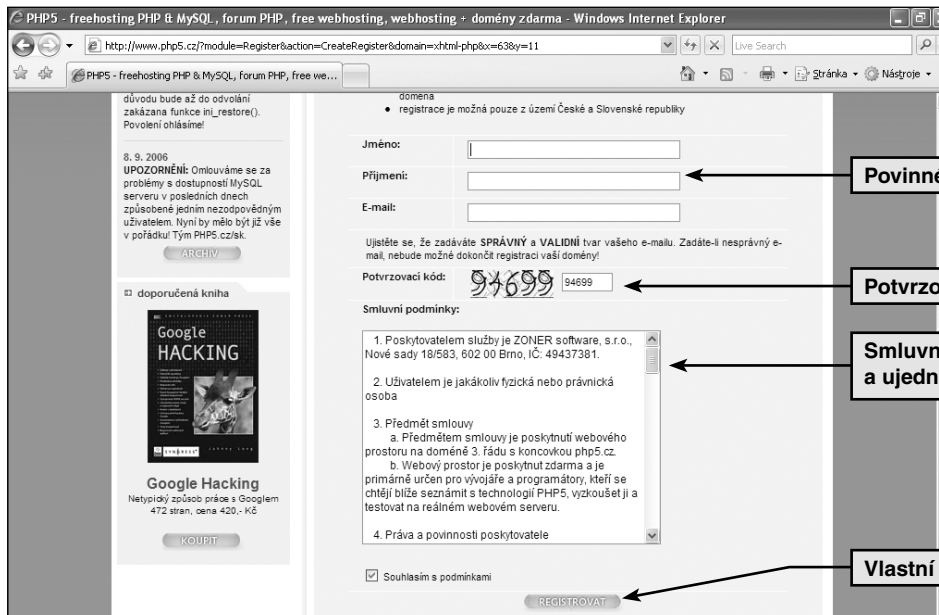 PHP5 - freehosting PHP & MySQL, forum PHP, free webhosting, webhosting + domény zdarma - Windows Internet Explorer
http://www.php5.cz/?module=Register&action=CreateRegister&domain=xhtml-php&x=63&y=11
Live Search
PHP5 - freehosting PHP & MySQL, forum PHP, free we...
Stránka
Nástroje
důvodu bude až do odvolání
zakázana funkce ini_restore().
Povolení ohlásíme!
8. 9. 2006
UPOZORNĚNÍ: Omlouváme se za
problémy s dostupností MySQL
serveru v posledních dnech
způsobené jedním nezodpovědným
uživatelem. Nyní by mělo být již vše
v pořádku! Tým PHP5.cz/sk.
ARCHIV
doporučená kniha
Google
HACKING
SYNGRESS
Johnny Long
Google Hacking
Netypický způsob práce s Googlem
472 stran, cena 420,- Kč
KOUPIT
doména
registrace je možná pouze z území České a Slovenské republiky
Jméno:
Příjmení:
E-mail:
Ujistěte se, že zadáváte SPRÁVNÝ a VALIDNÍ tvar vašeho e-mailu. Zadáte-li nesprávný e-
mail, nebude možné dokončit registraci vaší domény!
Potvrzovací kód:
94699
94699
Smluvní podmínky:
1. Poskytovatelem služby je ZONER software, s.r.o.,
Nové sady 18/583, 602 00 Brno, IČ: 49437381.
2. Uživatelem je jakákoliv fyzická nebo právnická
osoba
3. Předmět smlouvy
a. Předmětem smlouvy je poskytnutí webového
prostoru na doméně 3. řádu s koncovkou php5.cz.
b. Webový prostor je poskytnut zdarma a je
primárně určen pro vývojáře a programátory, kteří se
chtějí blíže seznámit s technologií PHP5, vyzkoušet ji a
testovat na reálném webovém serveru.
4. Práva a povinnosti poskytovatele
Souhlasím s podmínkami
REGISTROVAT
Povinné
Potvrzo
Smluvn
a ujedn
Vlastní